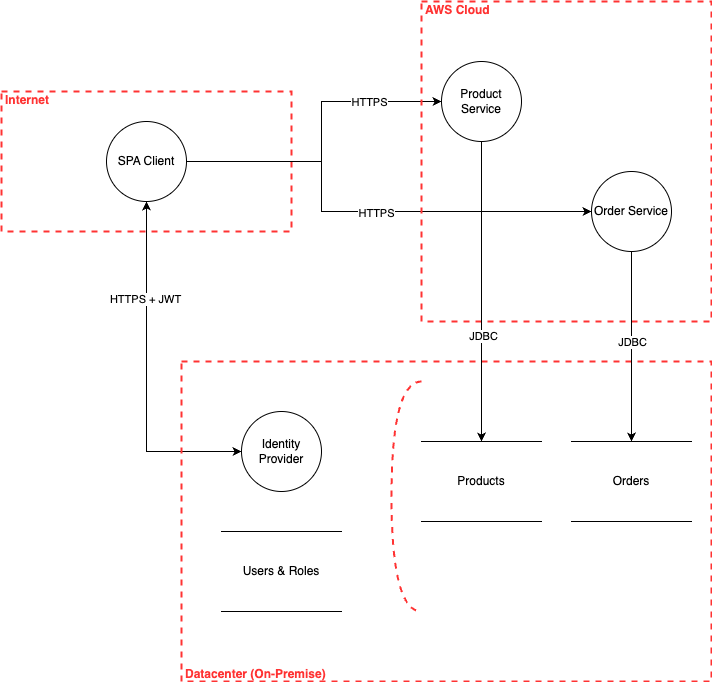 AWS Cloud
Product
Service
Internet
HTTPS
SPA Client
Order Service
HTTPS
HTTPS + JWT
JDBC
JDBC
Identity
Provider
Products
Orders
Users & Roles
Datacenter (On-Premise)